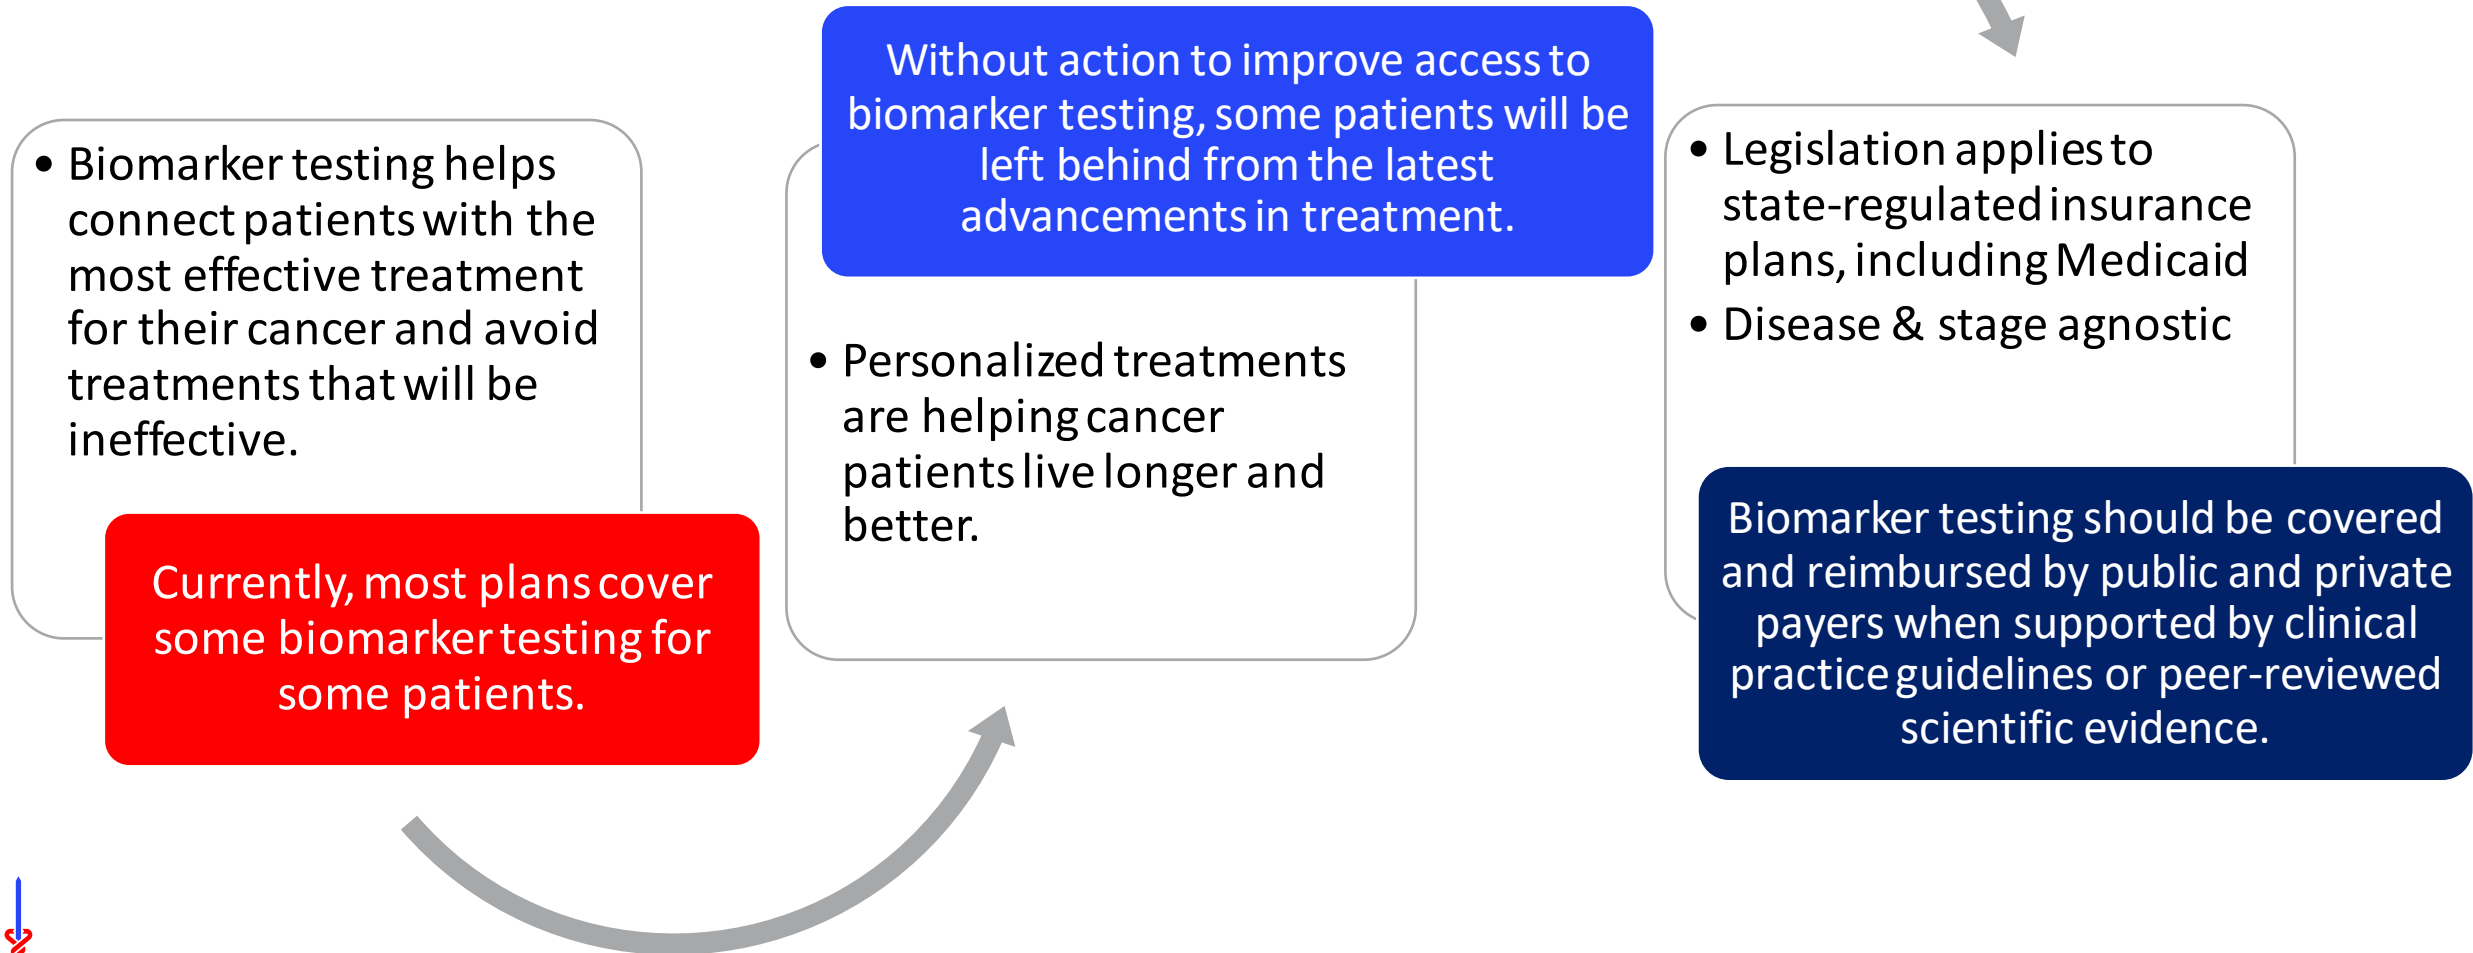 • Biomarker testing helps
connect patients with the
most effective treatment
for their cancer and avoid
treatments that will be
ineffective.
Currently, most plans cover
some biomarker testing for
some patients.
Without action to improve access to
biomarker testing, some patients will be
left behind from the latest
advancements in treatment.
• Personalized treatments
are helping cancer
patients live longer and
better.
• Legislation applies to
state-regulated insurance
plans, including Medicaid
• Disease & stage agnostic
Biomarker testing should be covered
and reimbursed by public and private
payers when supported by clinical
practice guidelines or peer-reviewed
scientific evidence.